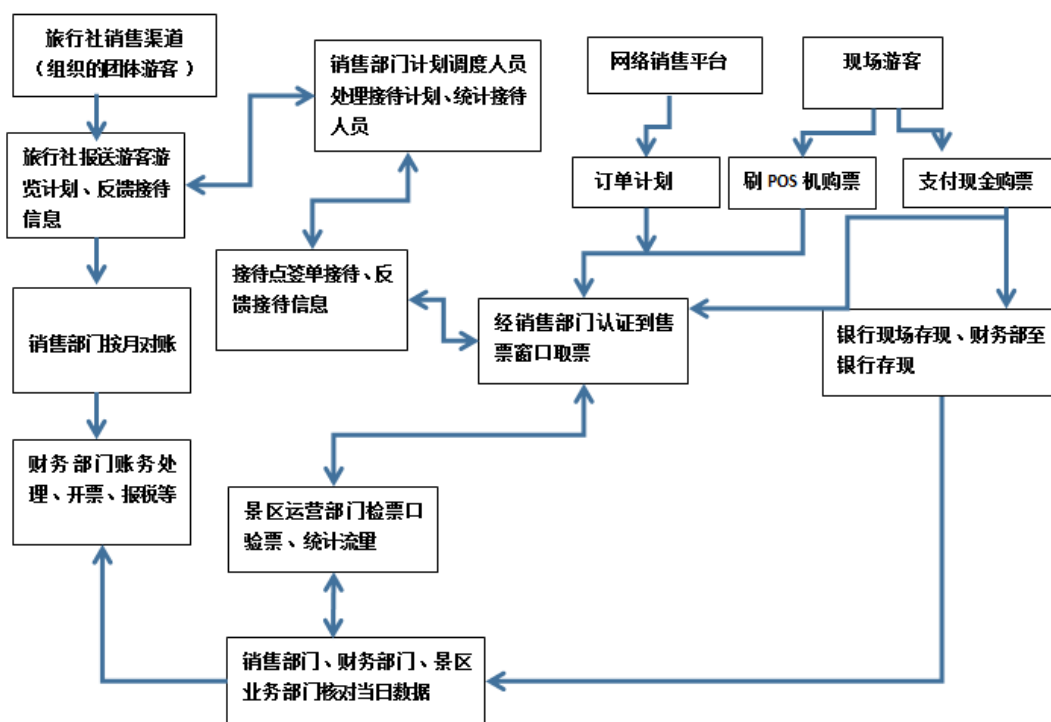 旅行社销售渠道
（组织的团体游客）
销售部门计划调度人员
处理接待计划、统计接待
人员
网络销售平台
现场游客
旅行社报送游客游
览计划、反馈接待
信息
订单计划
刷 POS 机购票
支付现金购票
接待点签单接待、反
馈接待信息
销售部门按月对账
经销售部门认证到售
票窗口取票
银行现场存现、财务部至
银行存现
财务部门账务处
理、开票、报税等
景区运营部门检票口
验票、统计流量
销售部门、财务部门、景区
业务部门核对当日数据